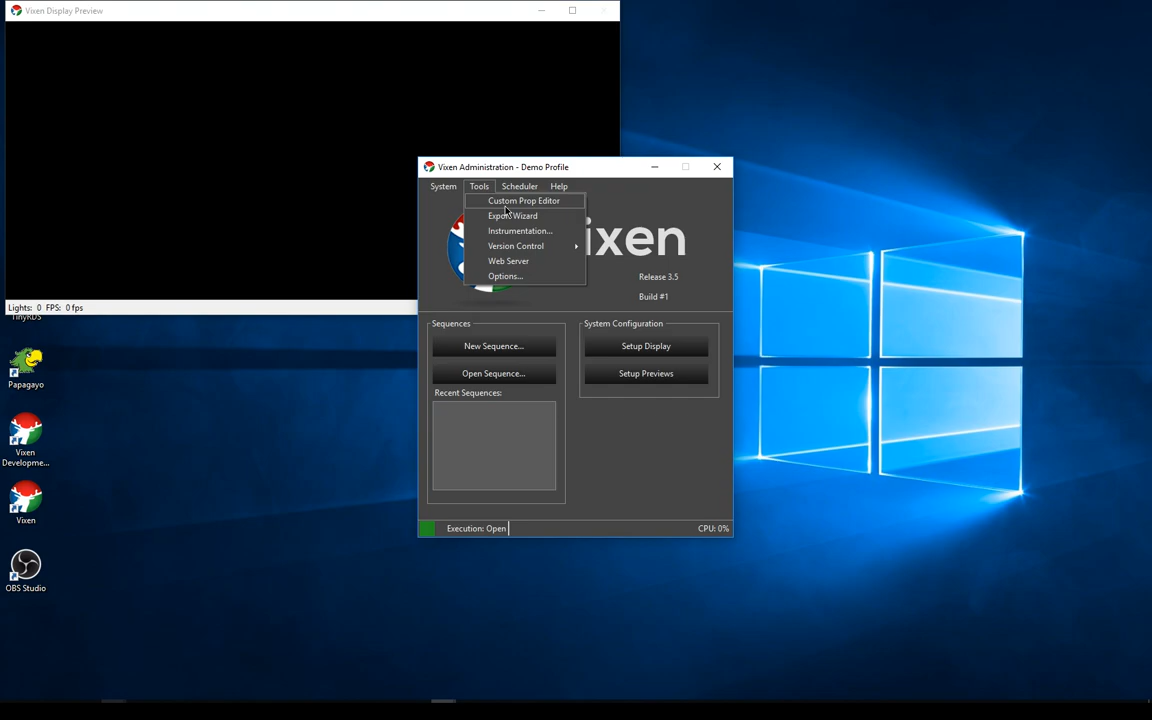 Vixen Display Preview
Lights: 0 FPS: 0 fps
TinyRDS
Papagayo
Vixen
Developme...
Vixen
OBS Studio
Vixen Administration - Demo Profile
System Tools Scheduler Help
Custom Prop Editor
Export Wizard
Instrumentation...
Version Control
Web Server
Options...
ixen
Release 3.5
Build #1
Sequences
New Sequence...
Open Sequence...
Recent Sequences:
System Configuration
Setup Display
Setup Previews
Execution: Open
CPU: 0%